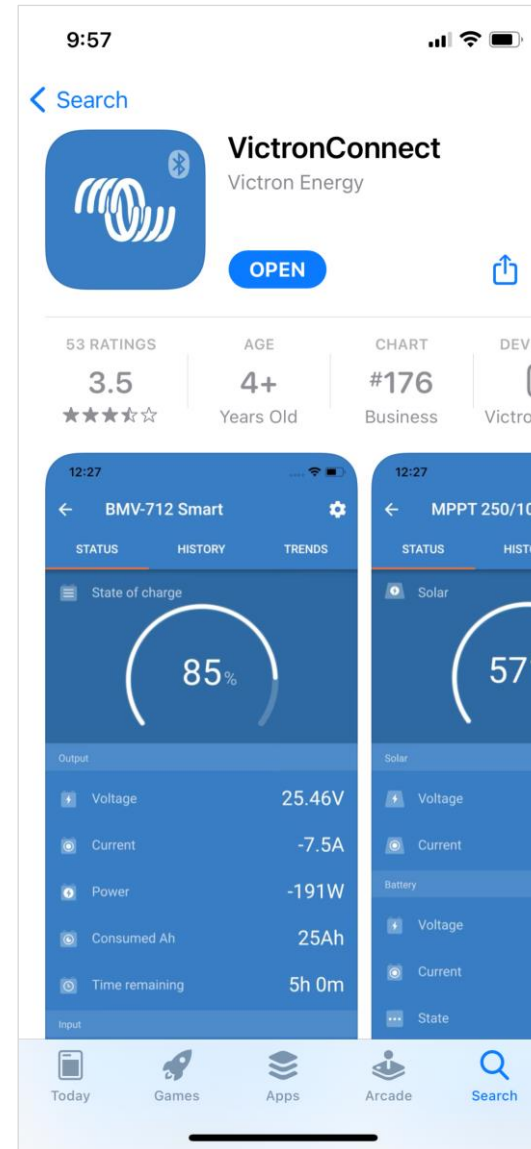 9:57
Search
VictronConnect
Victron Energy
OPEN
53 RATINGS AGE CHART
3.5 4+ #176
Years Old Business
12:27 12:27
BMV-712 Smart MPPT
STATUS HISTORY TRENDS STATUS
State of charge Solar
85% 57
Output Solar
Voltage 25.46V Voltage
Current -7.5A Current
Power -191W Battery
Consumed Ah 25Ah Voltage
Time remaining 5h 0m Current
Input State
Today Games Apps Arcade Search